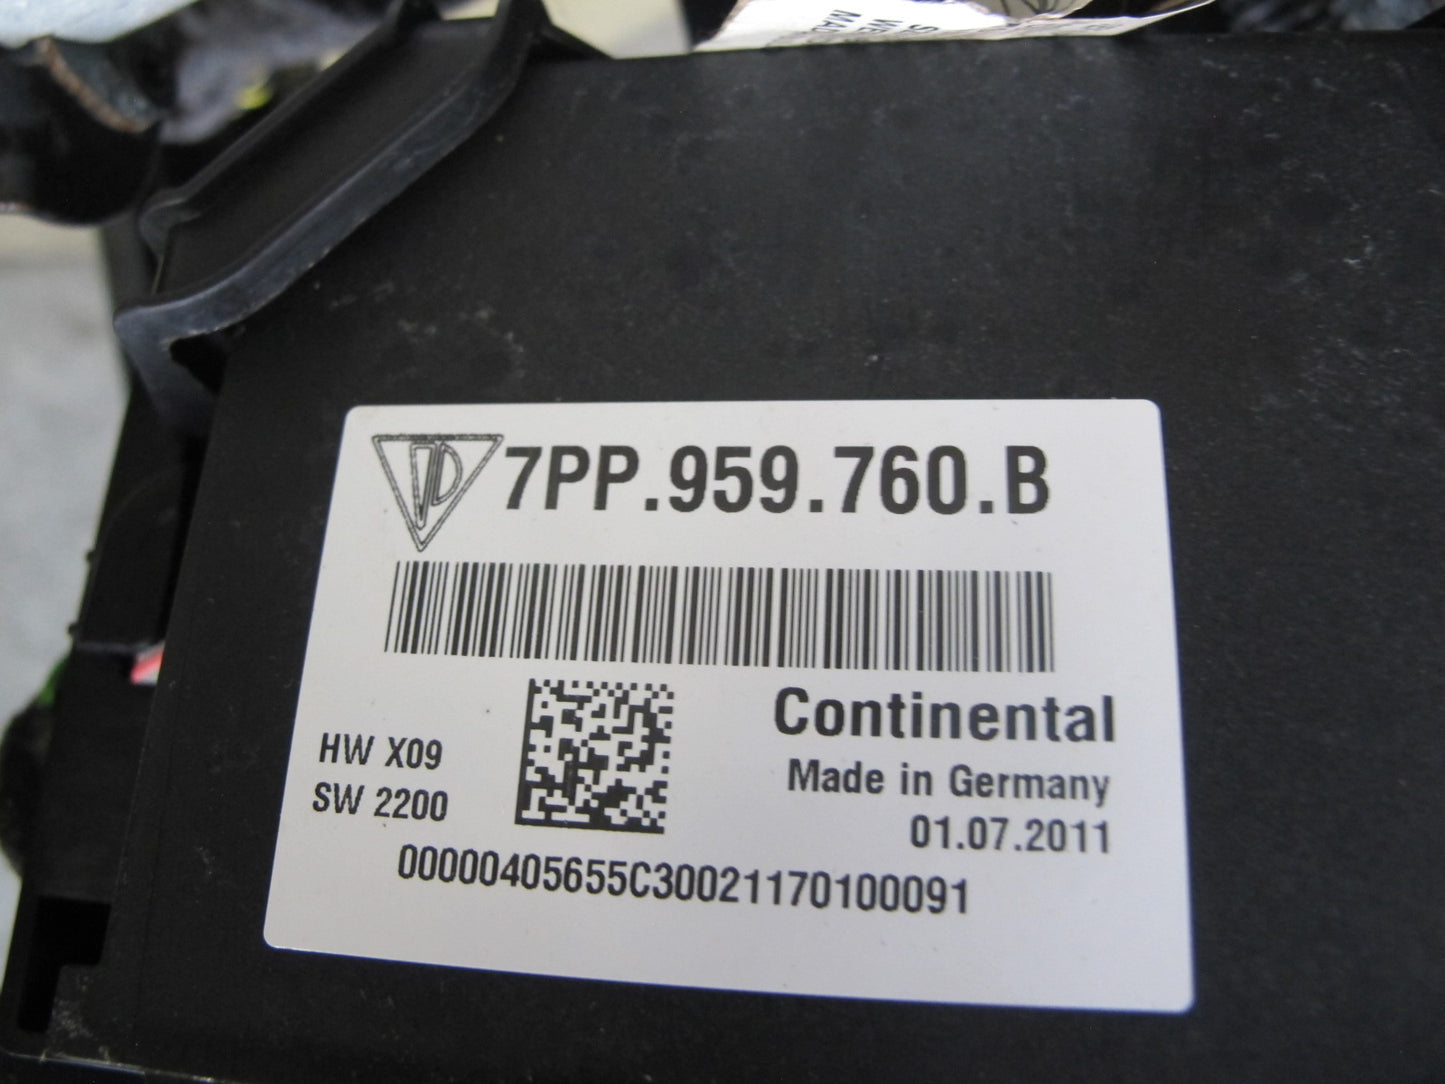 7PP.959.760.B
Continental
Made in Germany
01.07.2011
HW X09
SW 2200
00000405655C30021170100091